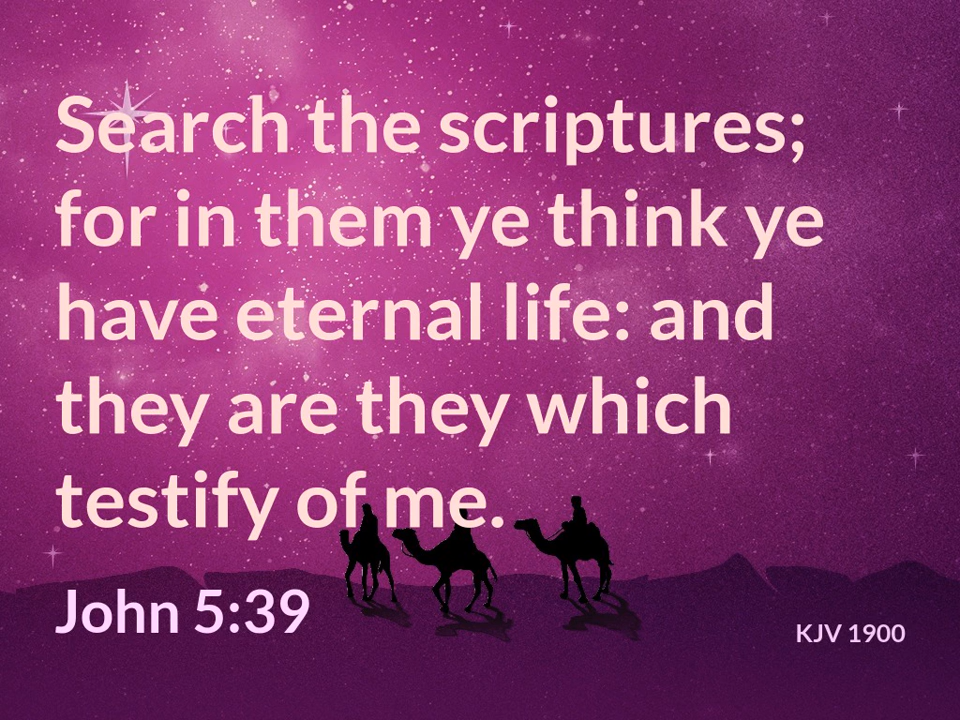 Search the scriptures;
for in them ye think ye
have eternal life: and
they are they which
testify of me.
John 5:39
KJV 1900